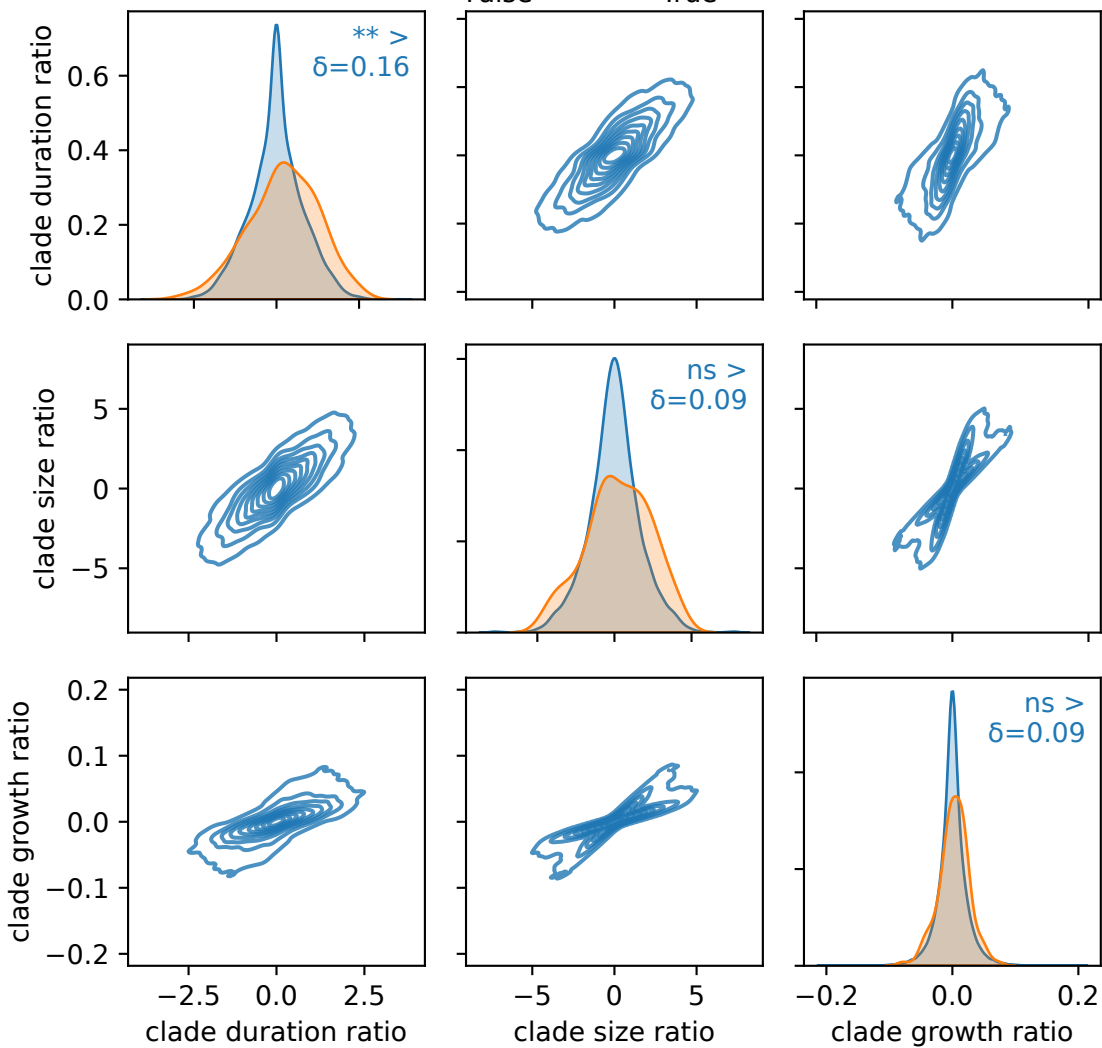 False True
clade duration ratio
** >
δ=0.16
0.6
0.4
0.2
0.0
clade size ratio
5
0
−5
ns >
δ=0.09
clade growth ratio
0.2
0.1
0.0
−0.1
−0.2
ns >
δ=0.09
−2.5 0.0 2.5 −5 0 5 −0.2 0.0 0.2
clade duration ratio clade size ratio clade growth ratio